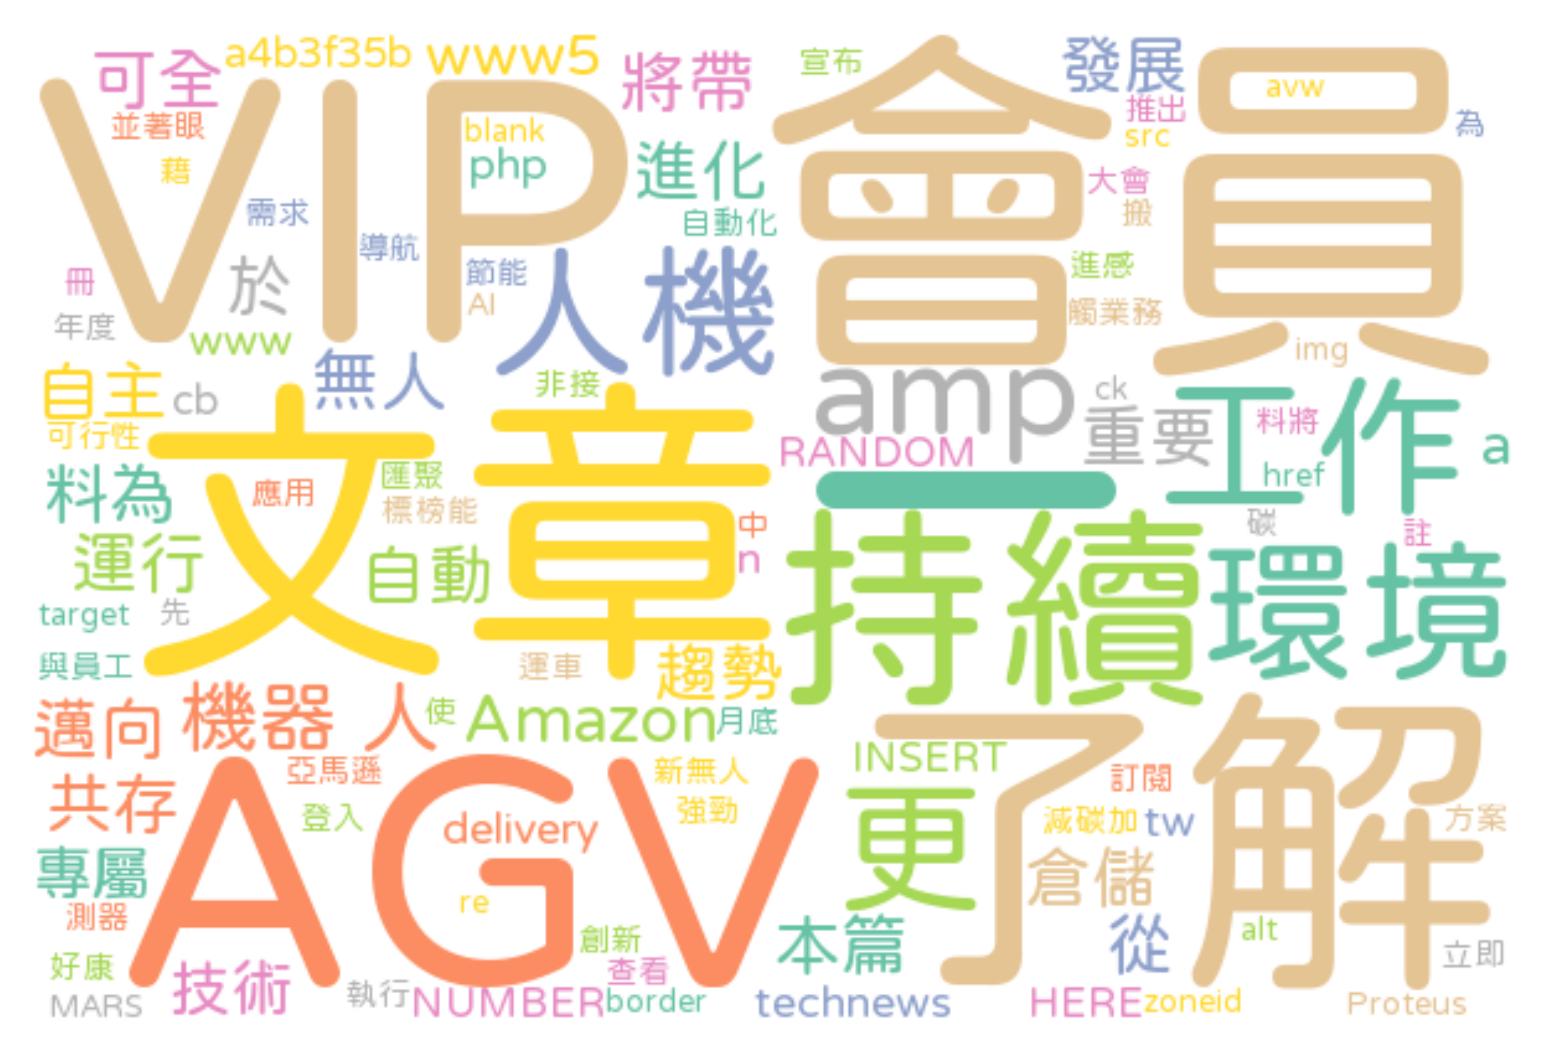 可全
a4b3f35b
www5
將帶
宣布
發展
avw
推出
為
VIP
會員
並著眼
blank
src
php
進化
藉
大會
搬
需求
自動化
導航
於
人機
節能
進感
冊
AI
觸業務
年度
www
img
無人
自主
cb
非接
amp
ck
重要
工作
料將
可行性
文章
RANDOM
a
href
匯聚
料為
應用
標榜能
一
碳
中
註
持續
運行
自動
n
環境
target
先
與員工
運車
趨勢
邁向
機器 人
使
Amazon
月底
了解
INSERT
亞馬遜
新無人
訂閱
共存
AGV
登入
強勁
更
減碳加
tw
方案
delivery
專屬
倉儲
re
測器
創新
本篇
從
alt
立即
好康
技術
查看
MARS
執行
NUMBER
border
technews
HERE
zoneid
Proteus